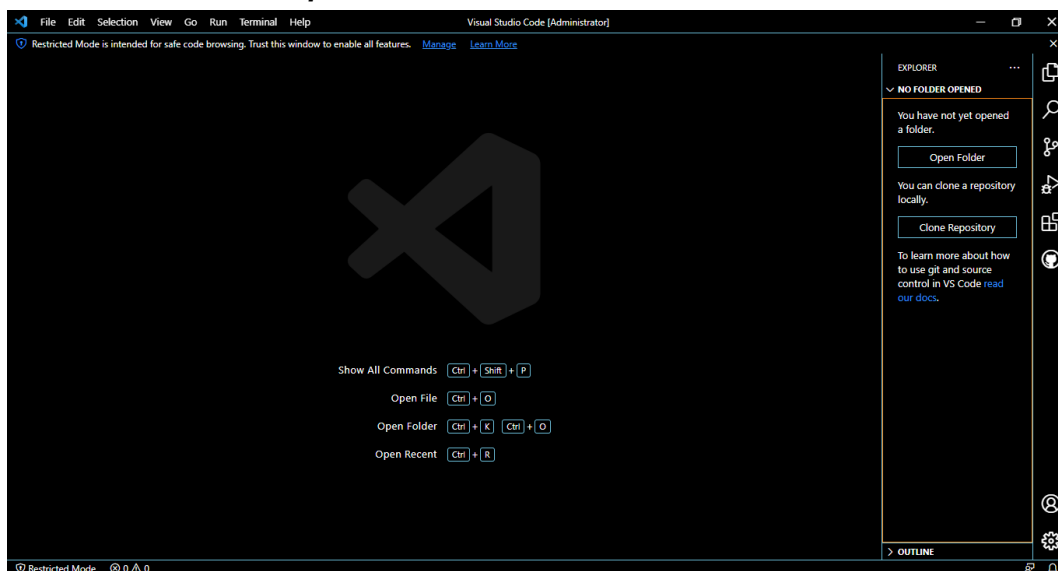 File Edit Selection View Go Run Terminal Help Visual Studio Code [Administrator]
Restricted Mode is intended for safe code browsing. Trust this window to enable all features. Manage Learn More
EXPLORER
NO FOLDER OPENED
You have not yet opened
a folder.
Open Folder
You can clone a repository
locally.
Clone Repository
To learn more about how
to use git and source
control in VS Code read
our docs.
Show All Commands Ctrl + Shift + P
Open File Ctrl + O
Open Folder Ctrl + K Ctrl + O
Open Recent Ctrl + R
OUTLINE
Restricted Mode 0 0